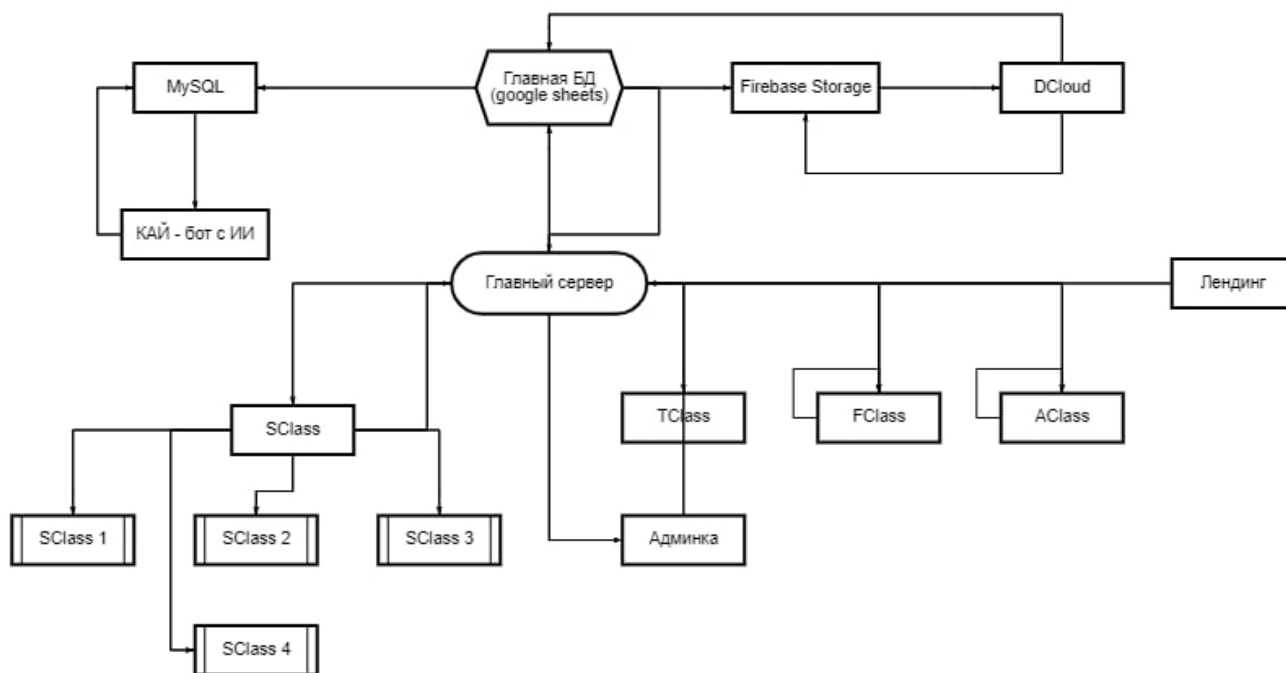 MySQL
Главная БД
(google sheets)
Firebase Storage
DCloud
КАЙ - бот с ИИ
Главный сервер
Лендинг
SClass
TClass
FClass
AClass
SClass 1
SClass 2
SClass 3
Админка
SClass 4